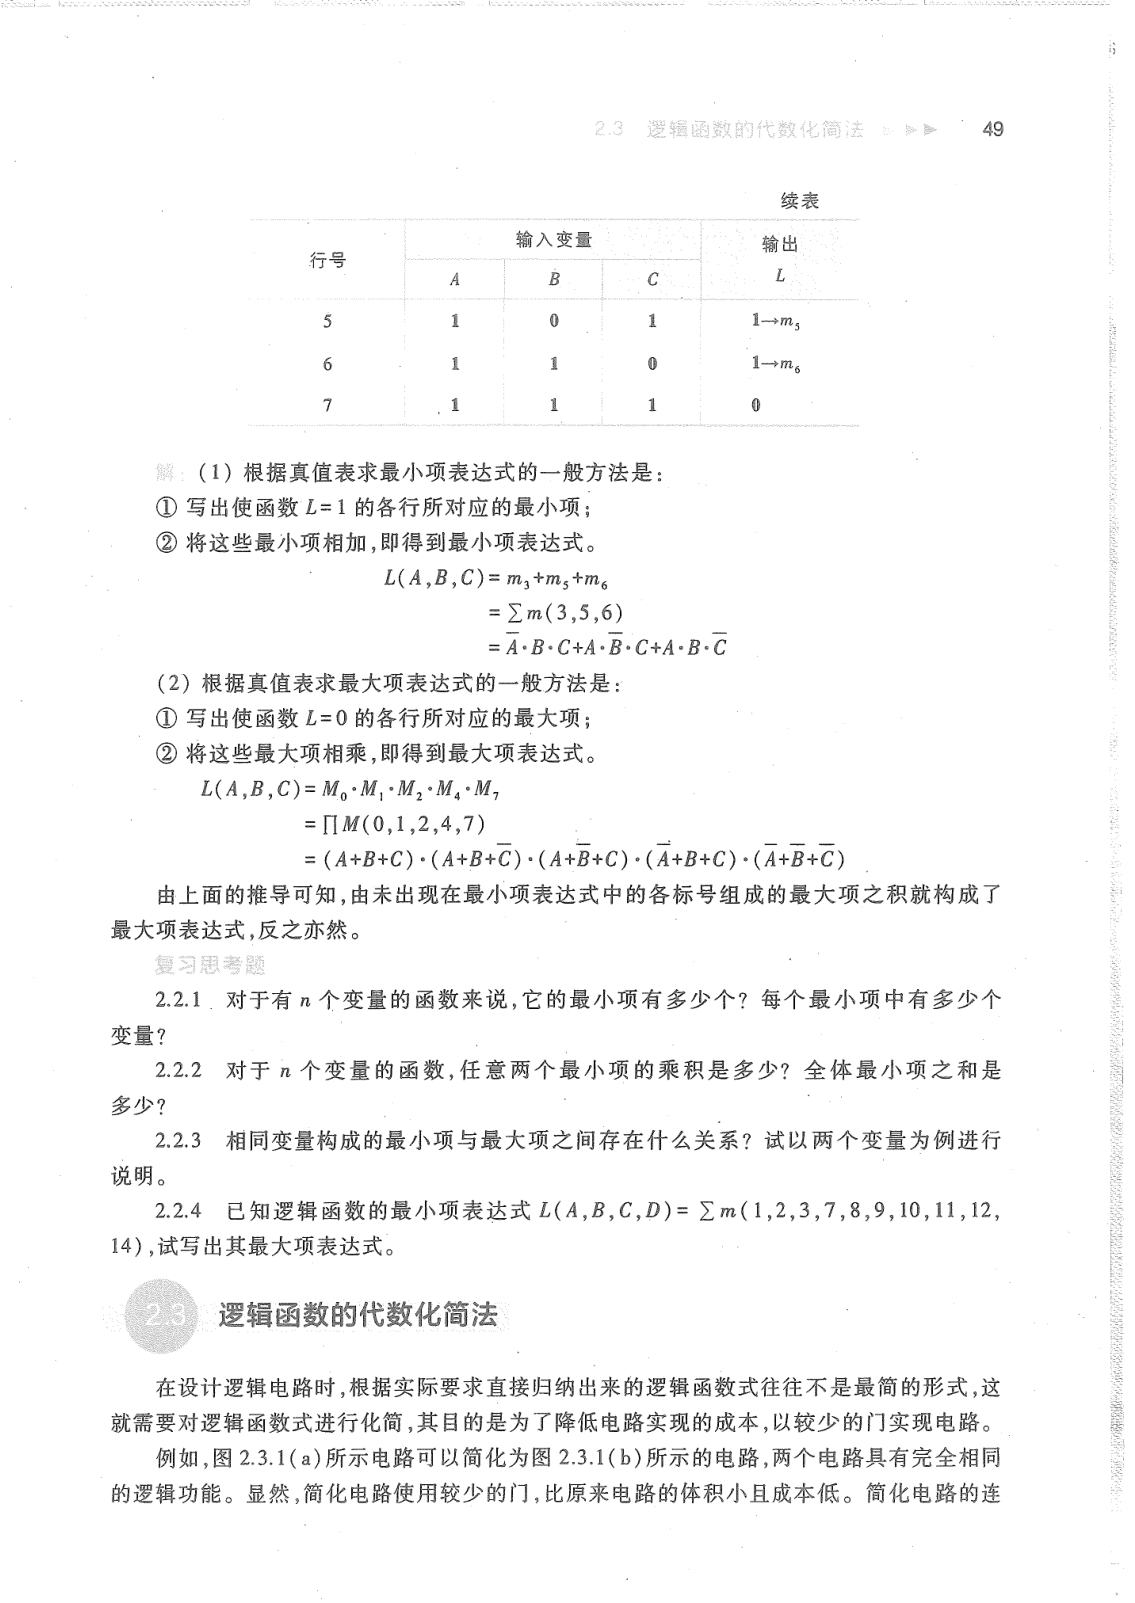 2.3 逻辑函数的代数化简法 ▶▶▶ 49
续表
行号 输入变量 输出
A B C L
5 1 0 1 1→m₅
6 1 1 0 1→m₆
7 1 1 1 0
解:(1) 根据真值表求最小项表达式的一般方法是:
① 写出使函数 L=1 的各行所对应的最小项;
② 将这些最小项相加,即得到最小项表达式。
L(A,B,C)= m₃+m₅+m₆
= ∑m(3,5,6)
= A̅·B·C+A·B̅·C+A·B·C̅
(2) 根据真值表求最大项表达式的一般方法是:
① 写出使函数 L=0 的各行所对应的最大项;
② 将这些最大项相乘,即得到最大项表达式。
L(A,B,C)= M₀·M₁·M₂·M₄·M₇
= ∏M(0,1,2,4,7)
= (A+B+C)·(A+B+C̅)·(A+B̅+C)·(A̅+B+C)·(A̅+B̅+C̅)
由上面的推导可知,由未出现在最小项表达式中的各标号组成的最大项之积就构成了
最大项表达式,反之亦然。
复习思考题
2.2.1 对于有 n 个变量的函数来说,它的最小项有多少个? 每个最小项中有多少个
变量?
2.2.2 对于 n 个变量的函数,任意两个最小项的乘积是多少? 全体最小项之和是
多少?
2.2.3 相同变量构成的最小项与最大项之间存在什么关系? 试以两个变量为例进行
说明。
2.2.4 已知逻辑函数的最小项表达式 L(A,B,C,D)= ∑m(1,2,3,7,8,9,10,11,12,
14),试写出其最大项表达式。
2.3 逻辑函数的代数化简法
在设计逻辑电路时,根据实际要求直接归纳出来的逻辑函数式往往不是最简的形式,这
就需要对逻辑函数式进行化简,其目的是为了降低电路实现的成本,以较少的门实现电路。
例如,图 2.3.1(a)所示电路可以简化为图 2.3.1(b)所示的电路,两个电路具有完全相同
的逻辑功能。显然,简化电路使用较少的门,比原来电路的体积小且成本低。简化电路的连